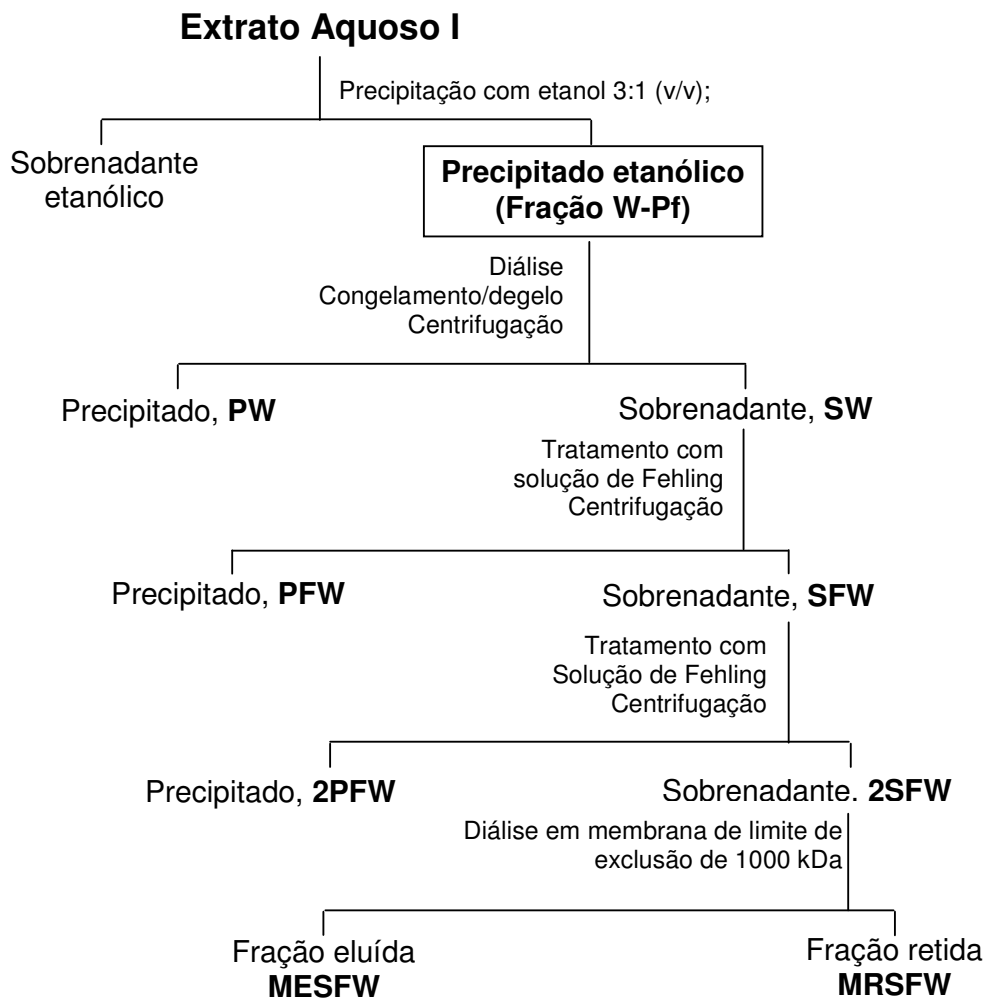 Extrato Aquoso I
Precipitação com etanol 3:1 (v/v);
Sobrenadante
etanólico
Precipitado etanólico
(Fração W-Pf)
Diálise
Congelamento/degelo
Centrifugação
Precipitado, PW
Sobrenadante, SW
Tratamento com
solução de Fehling
Centrifugação
Precipitado, PFW
Sobrenadante, SFW
Tratamento com
Solução de Fehling
Centrifugação
Precipitado, 2PFW
Sobrenadante. 2SFW
Diálise em membrana de limite de
exclusão de 1000 kDa
Fração eluída
MESFW
Fração retida
MRSFW